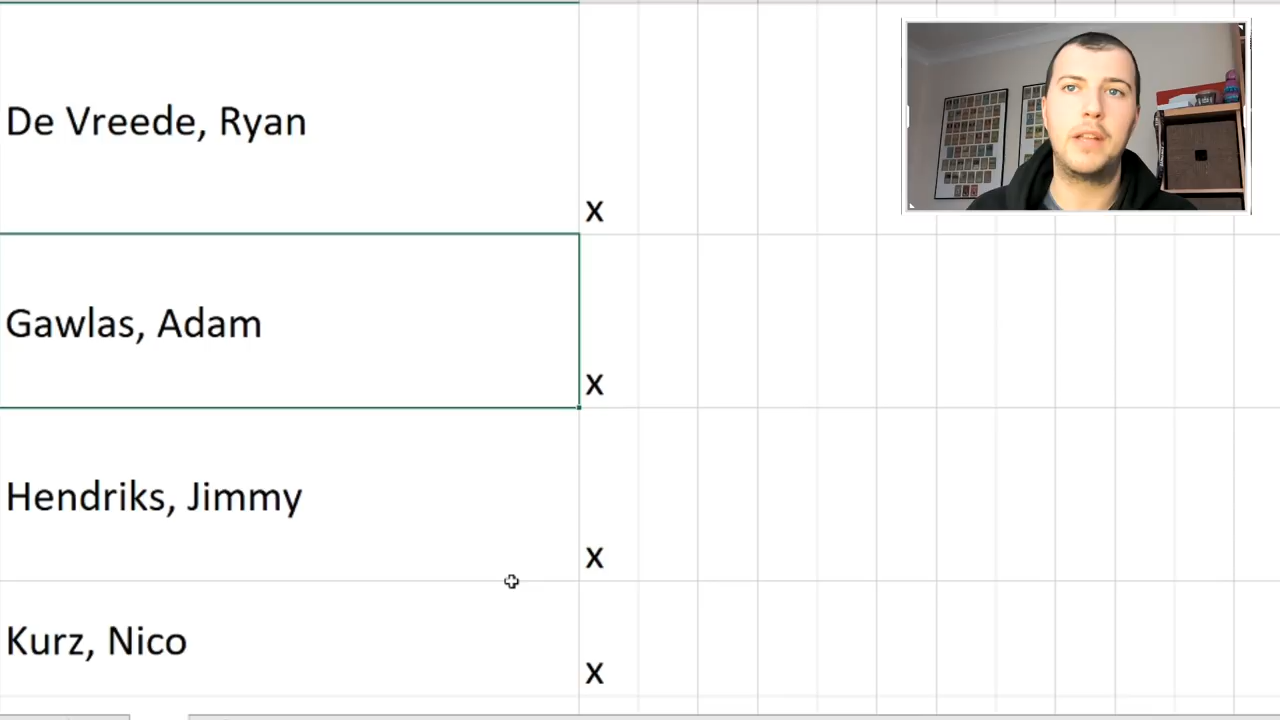 De Vreede, Ryan
x
Gawlas, Adam
x
Hendriks, Jimmy
x
Kurz, Nico
x